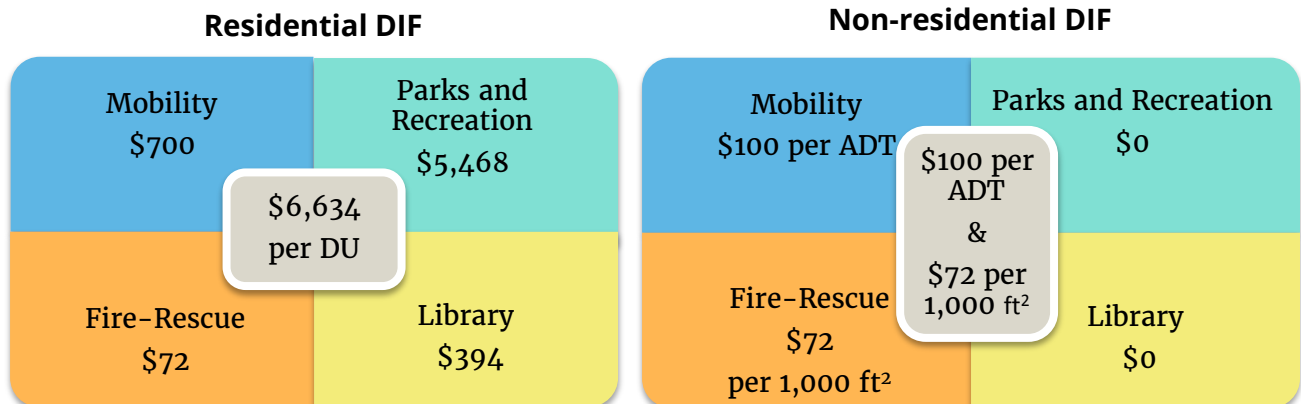 Residential DIF
Mobility
$700
Parks and
Recreation
$5,468
$6,634
per DU
Fire-Rescue
$72
Library
$394
Non-residential DIF
Mobility
$100 per ADT
Parks and Recreation
$0
$100 per
ADT
&
$72 per
1,000 ft²
Fire-Rescue
$72
per 1,000 ft²
Library
$0